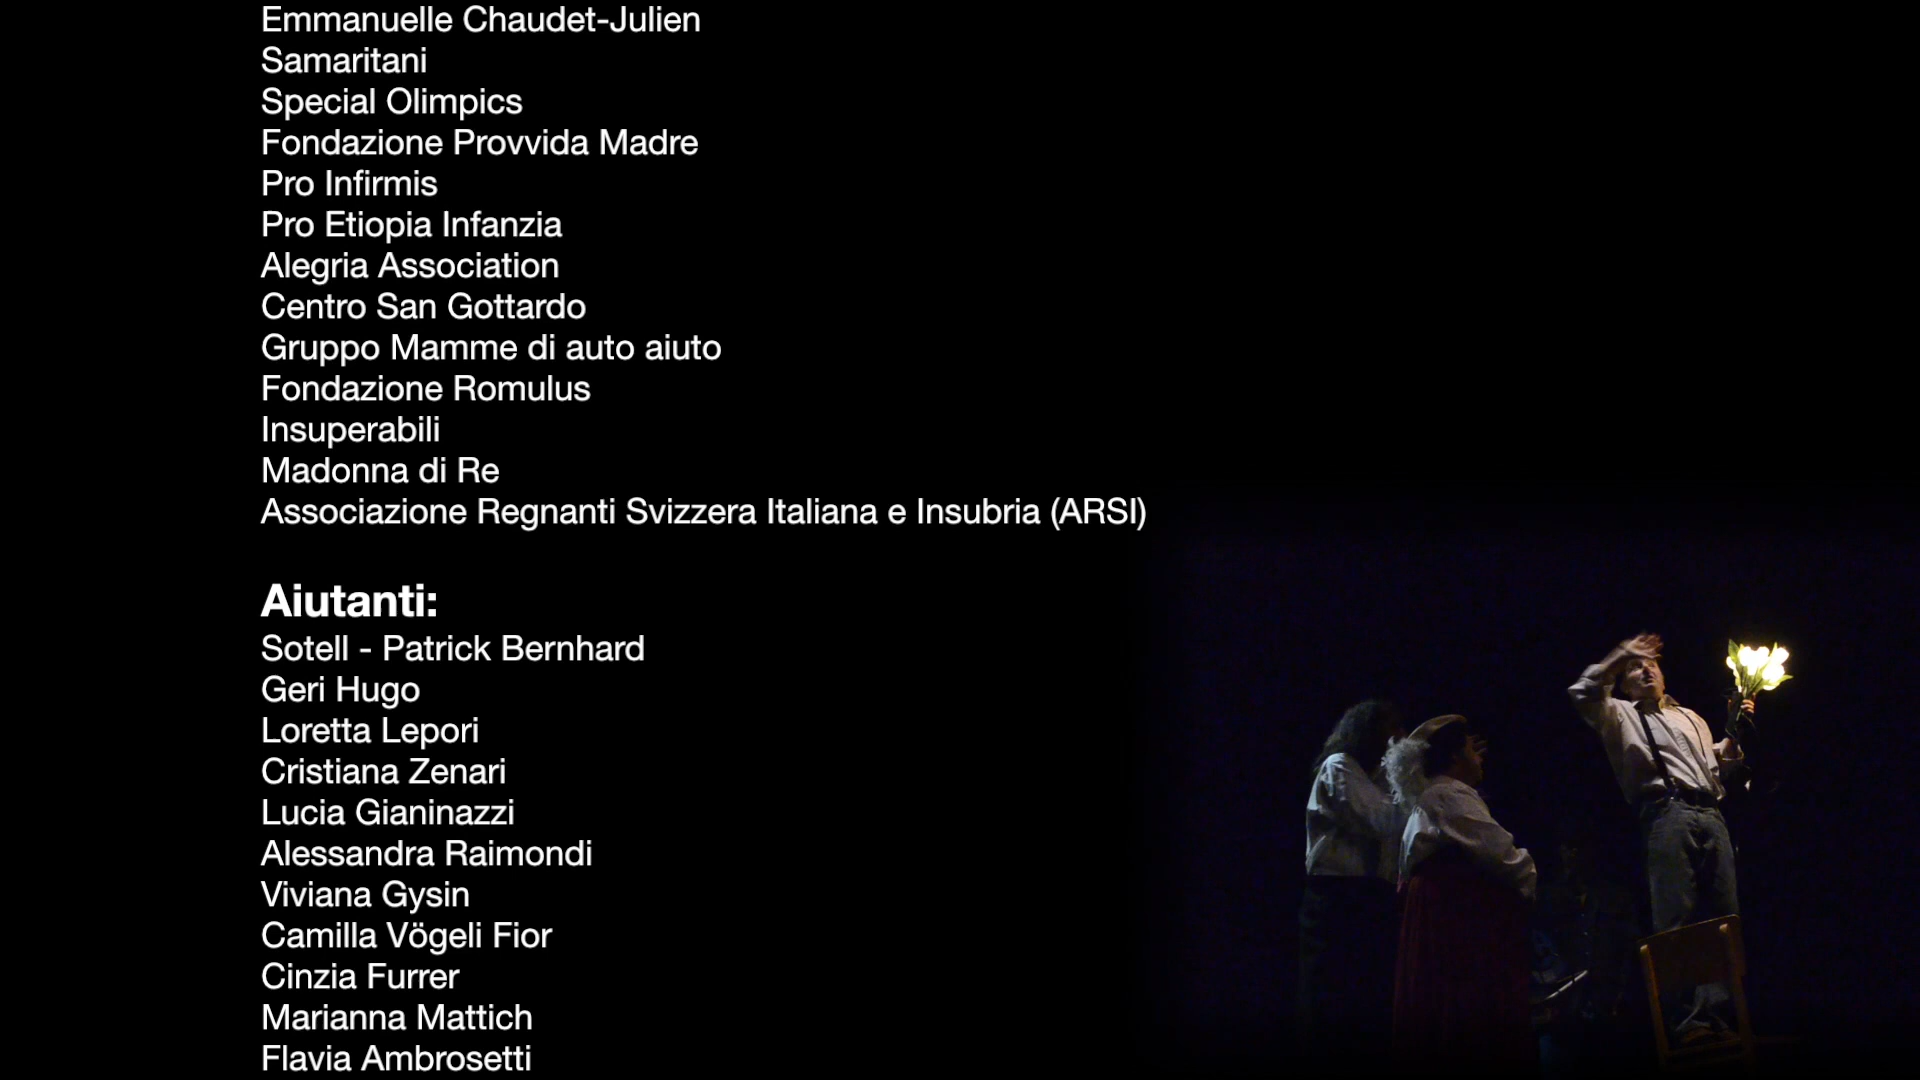 Emmanuelle Chaudet-Julien
Samaritani
Special Olimpics
Fondazione Provvida Madre
Pro Infirmis
Pro Etiopia Infanzia
Alegria Association
Centro San Gottardo
Gruppo Mamme di auto aiuto
Fondazione Romulus
Insuperabili
Madonna di Re
Associazione Regnanti Svizzera Italiana e Insubria (ARSI)
Aiutanti:
Sotell - Patrick Bernhard
Geri Hugo
Loretta Lepori
Cristiana Zenari
Lucia Gianinazzi
Alessandra Raimondi
Viviana Gysin
Camilla Vögeli Fior
Cinzia Furrer
Marianna Mattich
Flavia Ambrosetti